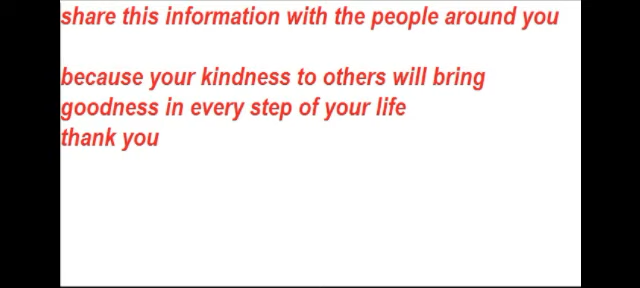 share this information with the people around you
because your kindness to others will bring
goodness in every step of your life
thank you